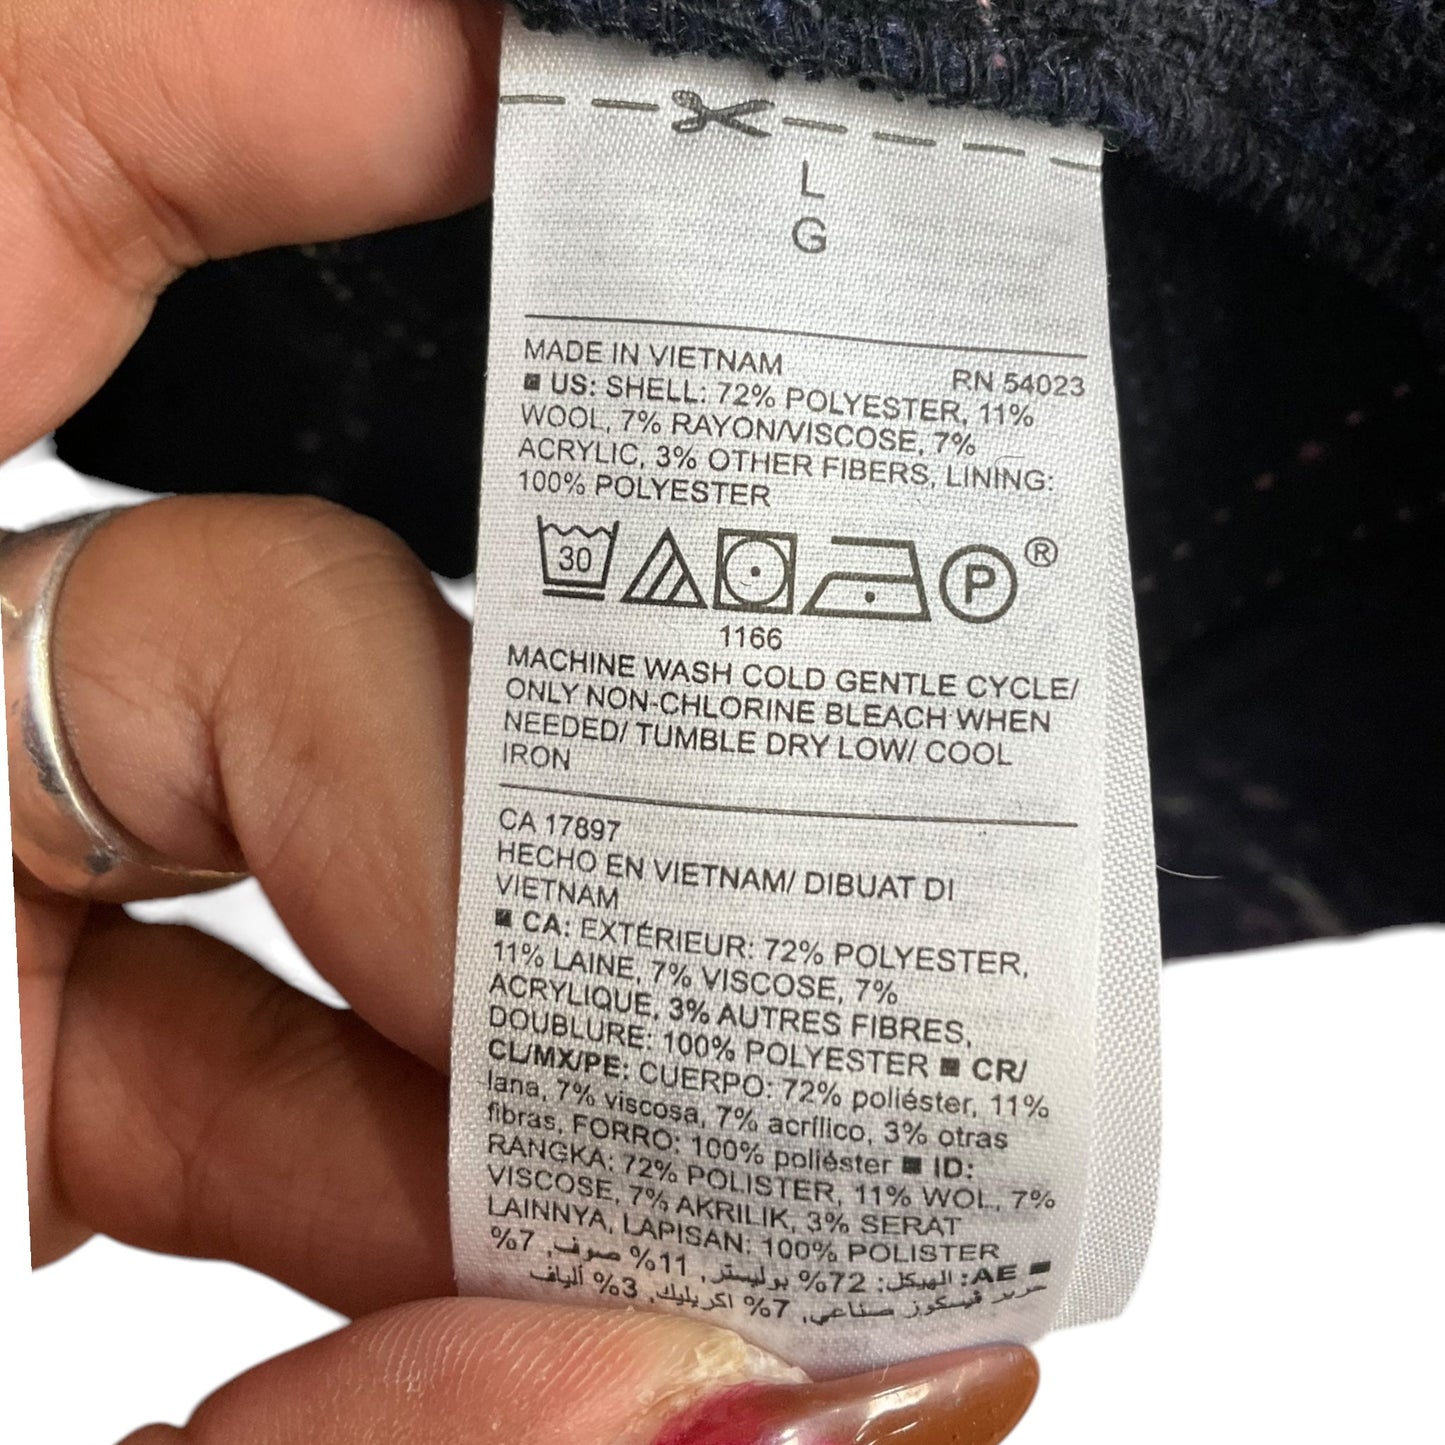 L
G
MADE IN VIETNAM RN 54023
■ US: SHELL: 72% POLYESTER, 11%
WOOL, 7% RAYON/VISCOSE, 7%
ACRYLIC, 3% OTHER FIBERS, LINING:
100% POLYESTER
30 P ®
1166
MACHINE WASH COLD GENTLE CYCLE/
ONLY NON-CHLORINE BLEACH WHEN
NEEDED/ TUMBLE DRY LOW/ COOL
IRON
CA 17897
HECHO EN VIETNAM/ DIBUAT DI
VIETNAM
■ CA: EXTÉRIEUR: 72% POLYESTER,
11% LAINE, 7% VISCOSE, 7%
ACRYLIQUE, 3% AUTRES FIBRES,
DOUBLURE: 100% POLYESTER ■ CR/
CL/MX/PE: CUERPO: 72% poliéster, 11%
lana, 7% viscosa, 7% acrílico, 3% otras
fibras, FORRO: 100% poliéster ■ ID:
RANGKA: 72% POLISTER, 11% WOL, 7%
VISCOSE, 7% AKRILIK, 3% SERAT
LAINNYA, LAPISAN: 100% POLISTER
■ AE: الهيكل: 72% بوليستر, 11% صوف, 7%
حرير فيسكوز صناعي, 7% اكريليك, 3% ألياف